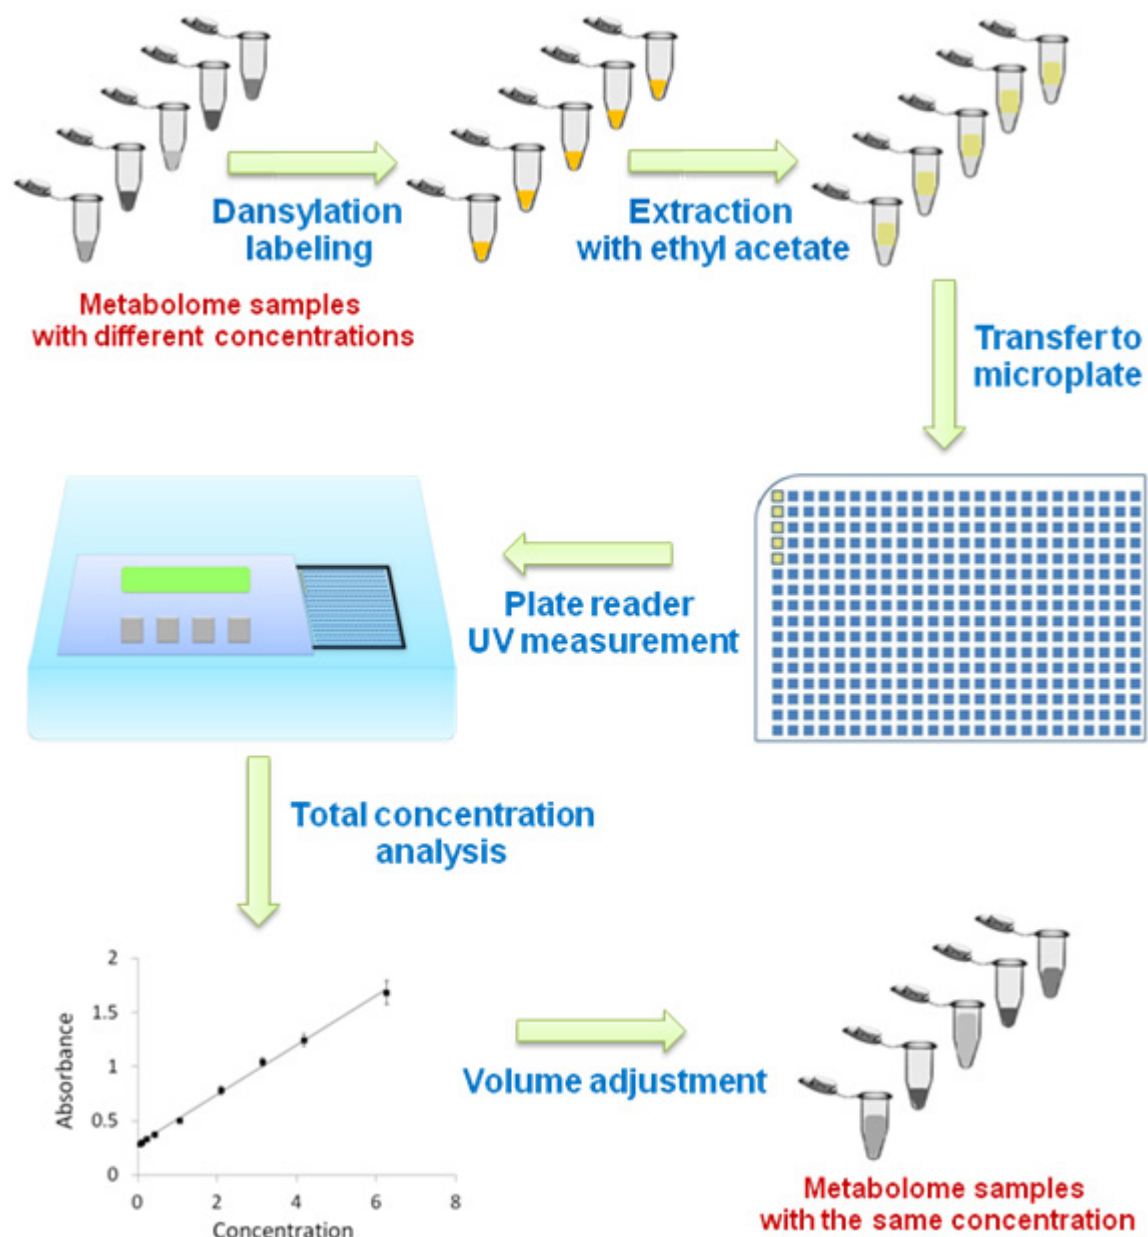 Dansylation
labeling
Extraction
with ethyl acetate
Metabolome samples
with different concentrations
Transfer to
microplate
Plate reader
UV measurement
Total concentration
analysis
2
1.5
1
0.5
0
Absorbance
0 2 4 6 8
Concentration
Volume adjustment
Metabolome samples
with the same concentration